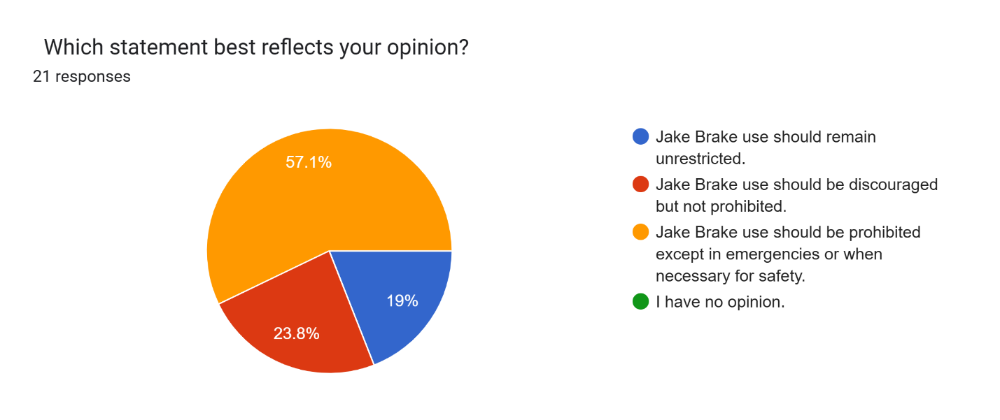 Which statement best reflects your opinion?
21 responses
57.1%
19%
23.8%
Jake Brake use should remain
unrestricted.
Jake Brake use should be discouraged
but not prohibited.
Jake Brake use should be prohibited
except in emergencies or when
necessary for safety.
I have no opinion.